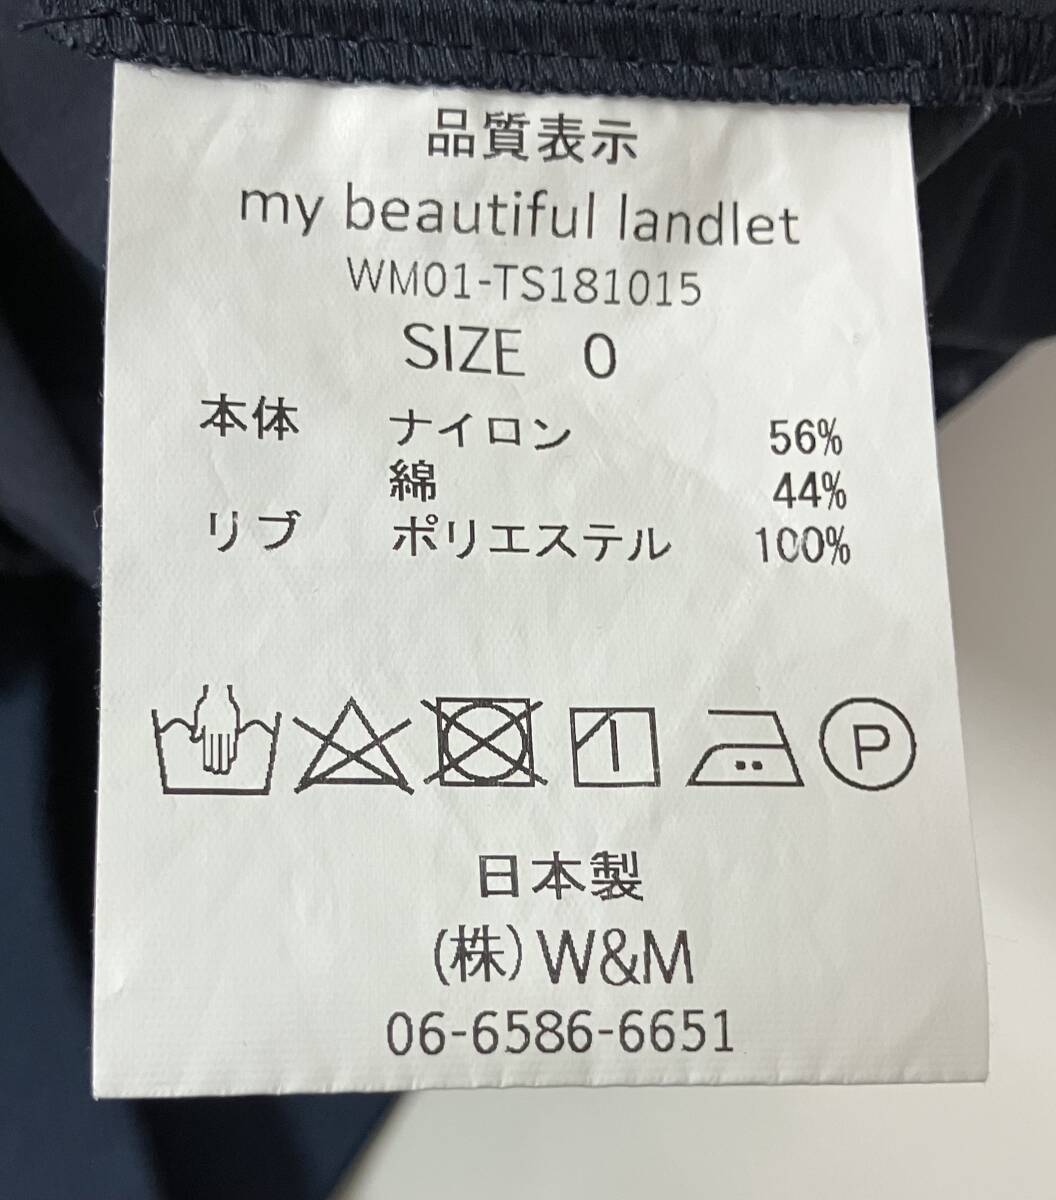 品質表示
my beautiful landlet
WM01-TS181015
SIZE 0
本体 ナイロン 56%
綿 44%
リブ ポリエステル 100%
P
日本製
(株)W&M
06-6586-6651